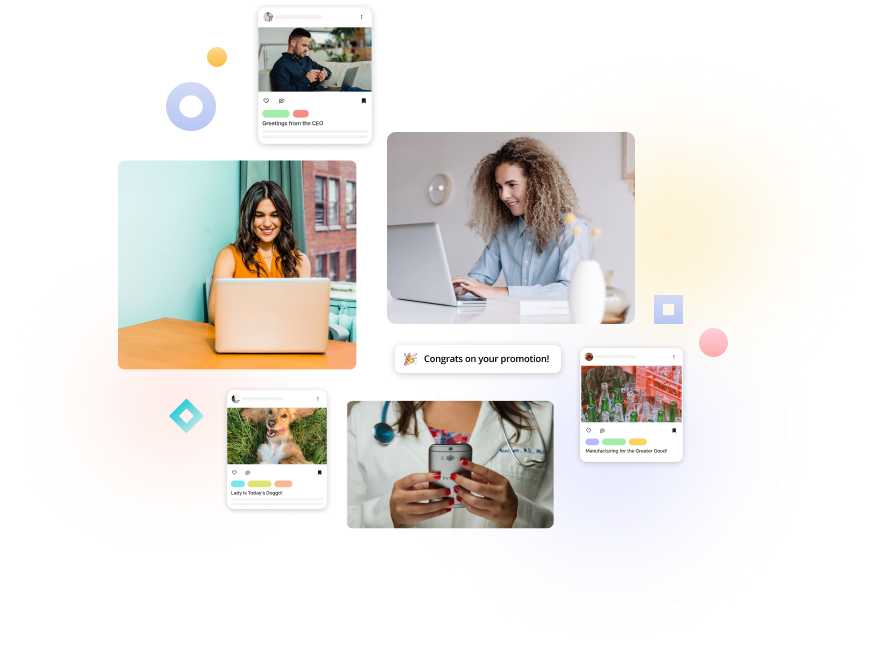 Greetings from the CEO
Congrats on your promotion!
Manufacturing for the Greater Good!
Lady is Today's Doggo!